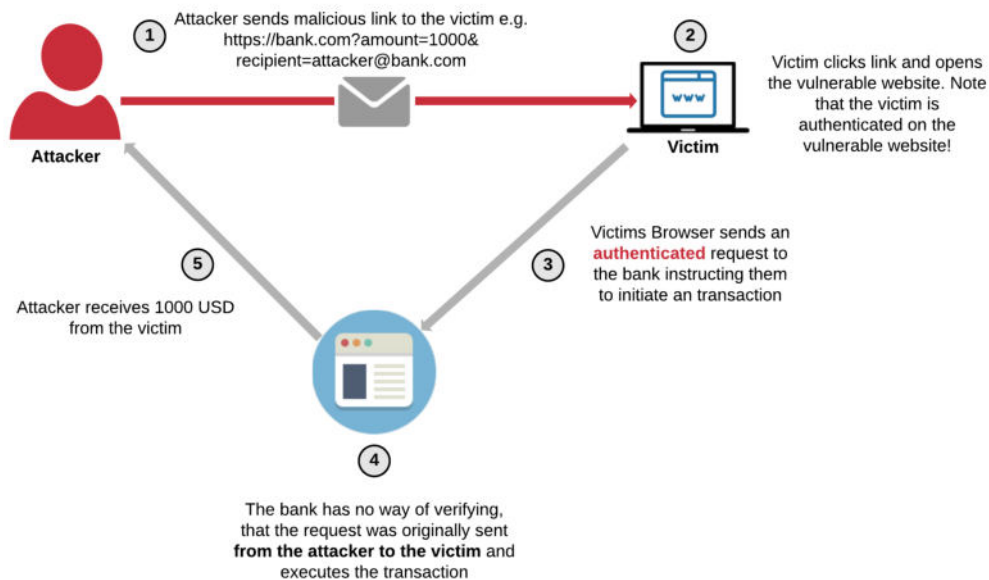 1
Attacker sends malicious link to the victim e.g.
https://bank.com?amount=1000&
recipient=attacker@bank.com
2
www
Victim clicks link and opens
the vulnerable website. Note
that the victim is
authenticated on the
vulnerable website!
Attacker
Victim
Victims Browser sends an
authenticated request to
the bank instructing them
to initiate an transaction
3
5
Attacker receives 1000 USD
from the victim
4
The bank has no way of verifying,
that the request was originally sent
from the attacker to the victim and
executes the transaction